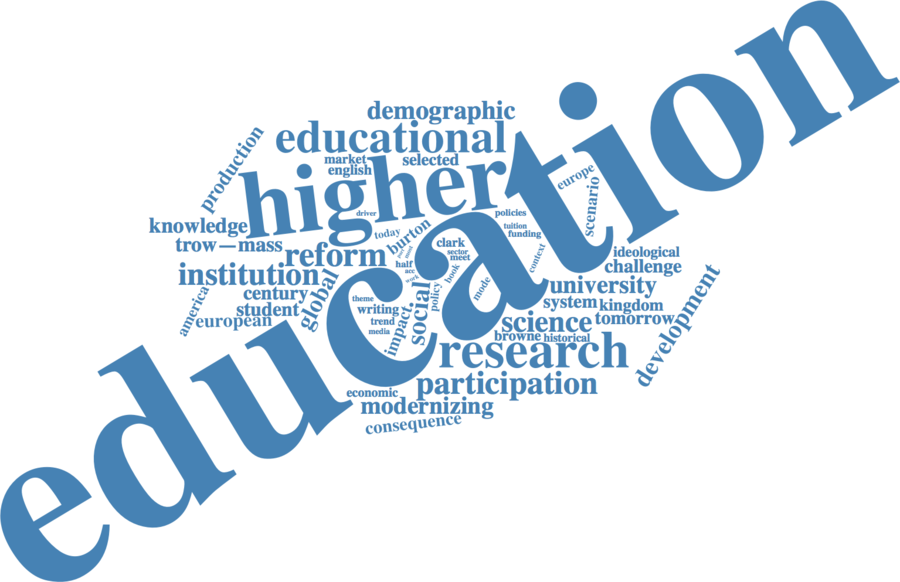 education
demographic
educational
market
selected
english
production
higher
driver
europe
scenario
policies
knowledge
today
burton
tuition
funding
trow—mass
clark
sector
meet
reform
context
ideological
half
acc
book
challenge
institution
global
social
policy
mode
university
century
theme
system
kingdom
america
student
writing
impact
european
trend
media
science
tomorrow
browne
historical
development
research
participation
economic
modernizing
consequence
work